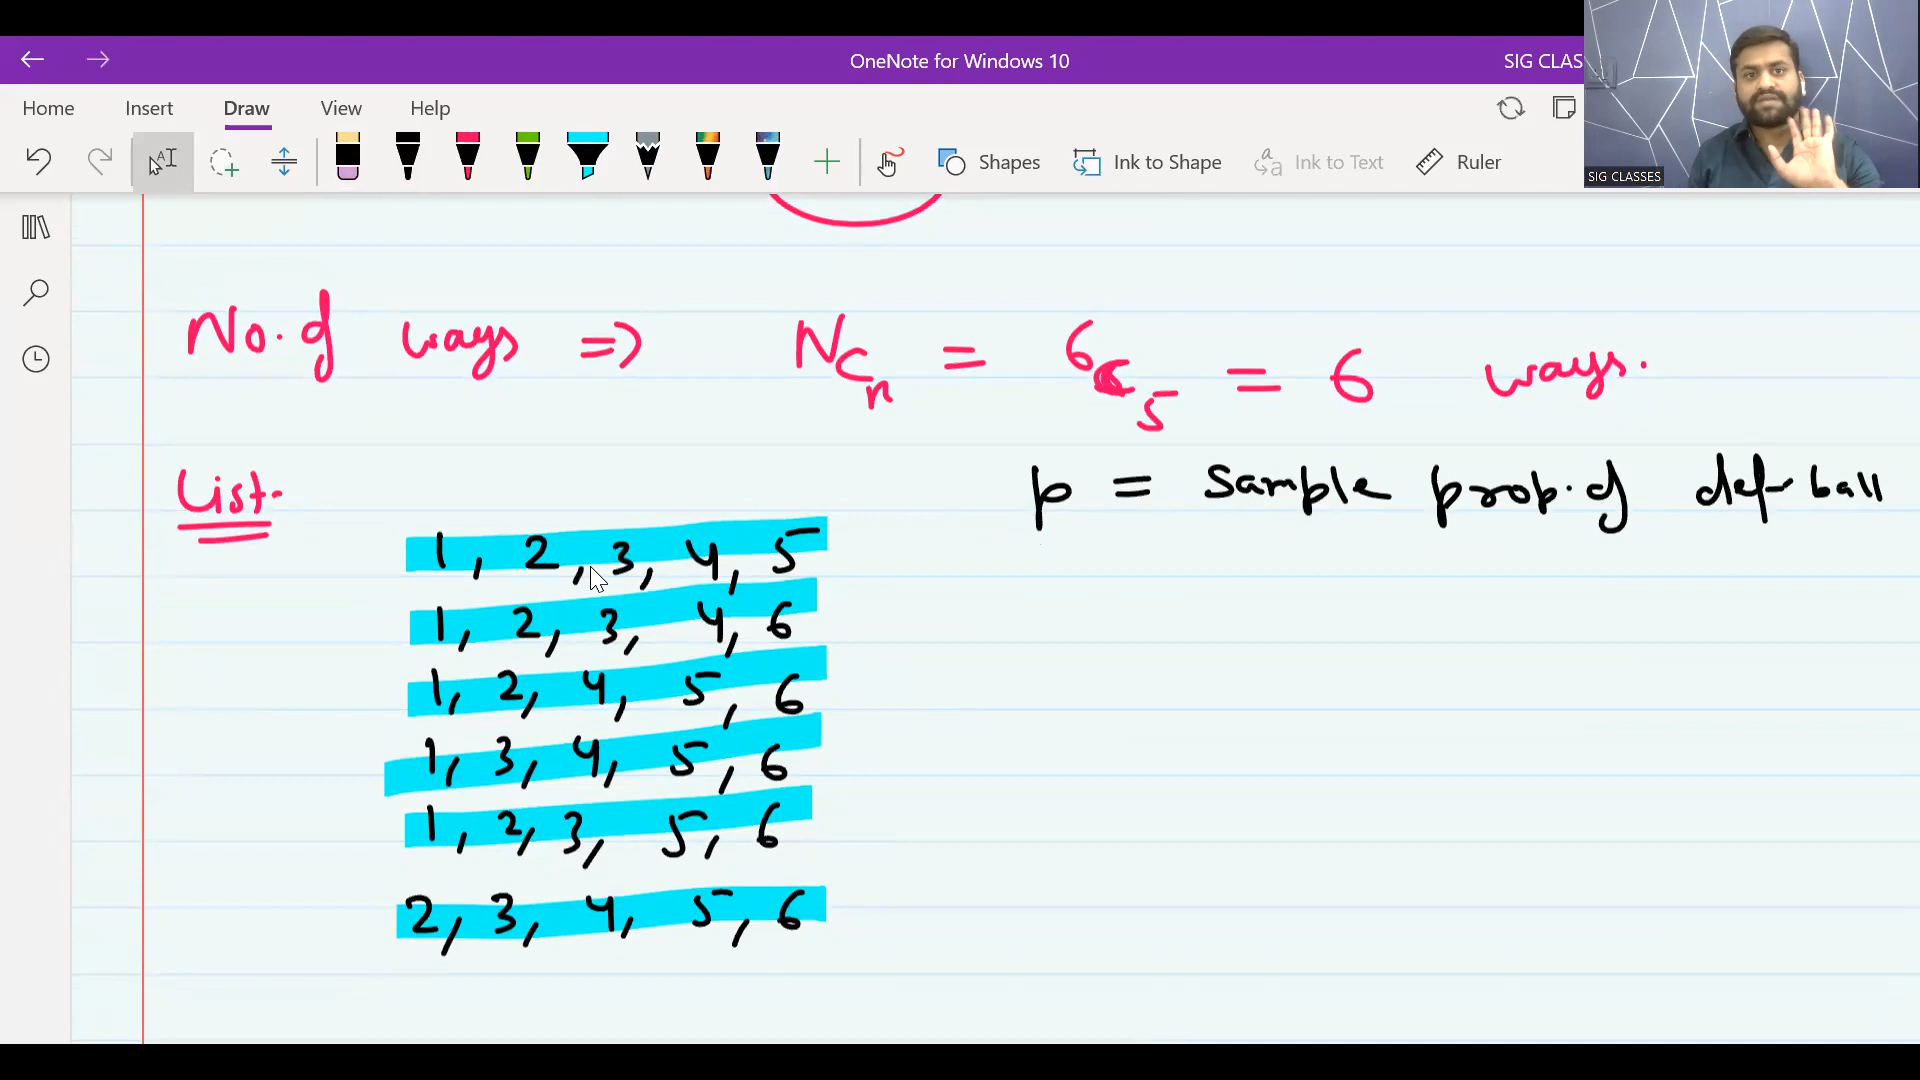 OneNote for Windows 10
SIG CLAS
Home Insert Draw View Help
Shapes Ink to Shape Ink to Text Ruler
SIG CLASSES
No. of ways => NCn = 6C5 = 6 ways.
List-
p = sample prop. of def- ball
1, 2, 3, 4, 5
1, 2, 3, 4, 6
1, 2, 4, 5, 6
1, 3, 4, 5, 6
1, 2, 3, 5, 6
2, 3, 4, 5, 6